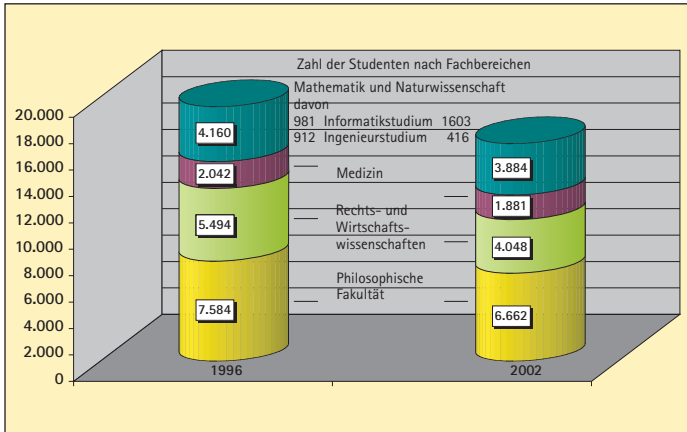 Zahl der Studenten nach Fachbereichen
Mathematik und Naturwissenschaft
davon
981 Informatikstudium 1603
912 Ingenieurstudium 416
Medizin
Rechts- und
Wirtschafts-
wissenschaften
Philosophische
Fakultät
20.000
18.000
16.000
14.000
12.000
10.000
8.000
6.000
4.000
2.000
0
4.160
2.042
5.494
7.584
3.884
1.881
4.048
6.662
1996
2002